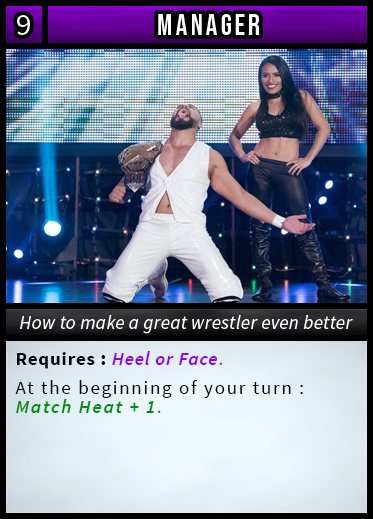 9 MANAGER
How to make a great wrestler even better
Requires : Heel or Face.
At the beginning of your turn :
Match Heat + 1.